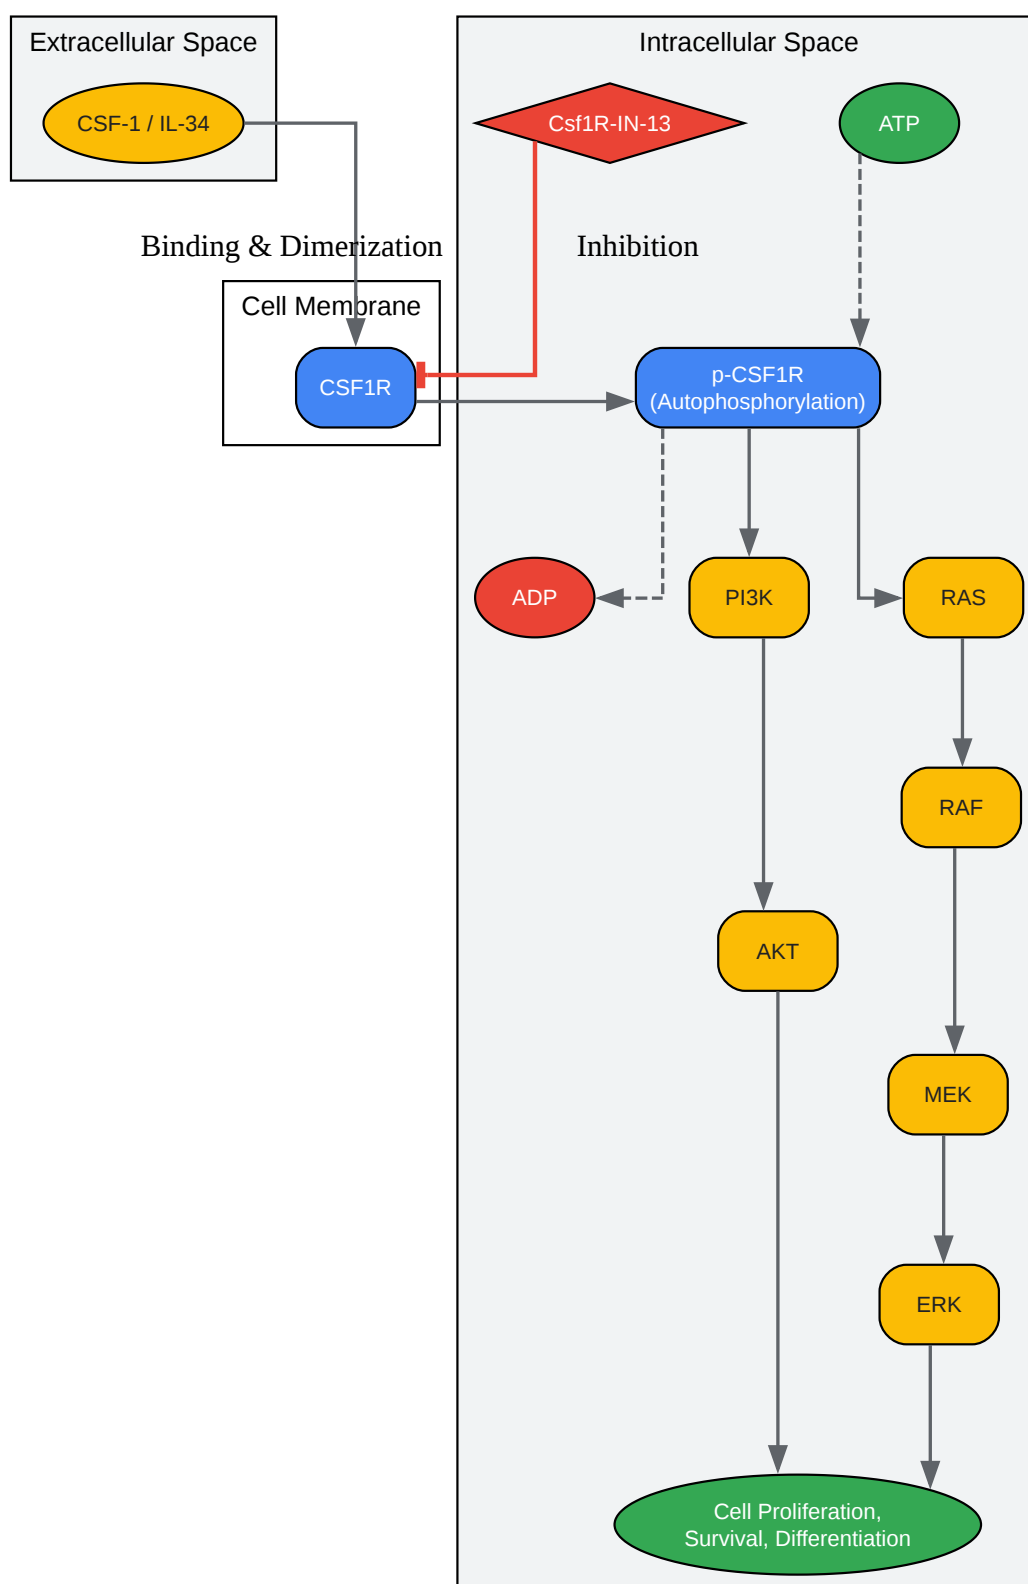 Extracellular Space
Intracellular Space
CSF-1 / IL-34
Csf1R-IN-13
ATP
Binding & Dimerization
Inhibition
Cell Membrane
CSF1R
p-CSF1R
(Autophosphorylation)
ADP
PI3K
RAS
RAF
AKT
MEK
ERK
Cell Proliferation,
Survival, Differentiation